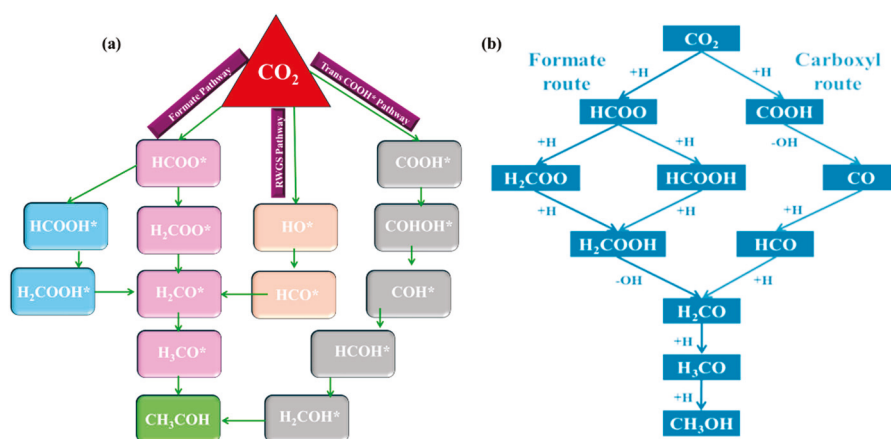 (a)
CO₂
Formate Pathway
RWGS Pathway
Trans COOH* Pathway
HCOO*
COOH*
HCOOH*
H₂COO*
HO*
COHOH*
H₂COOH*
H₂CO*
HCO*
COH*
H₃CO*
HCOH*
CH₃COH
H₂COH*
(b)
CO₂
Formate
route
Carboxyl
route
+H
+H
HCOO
COOH
+H
+H
-OH
H₂COO
HCOOH
CO
+H
+H
+H
H₂COOH
HCO
-OH
+H
H₂CO
+H
H₃CO
+H
CH₃OH